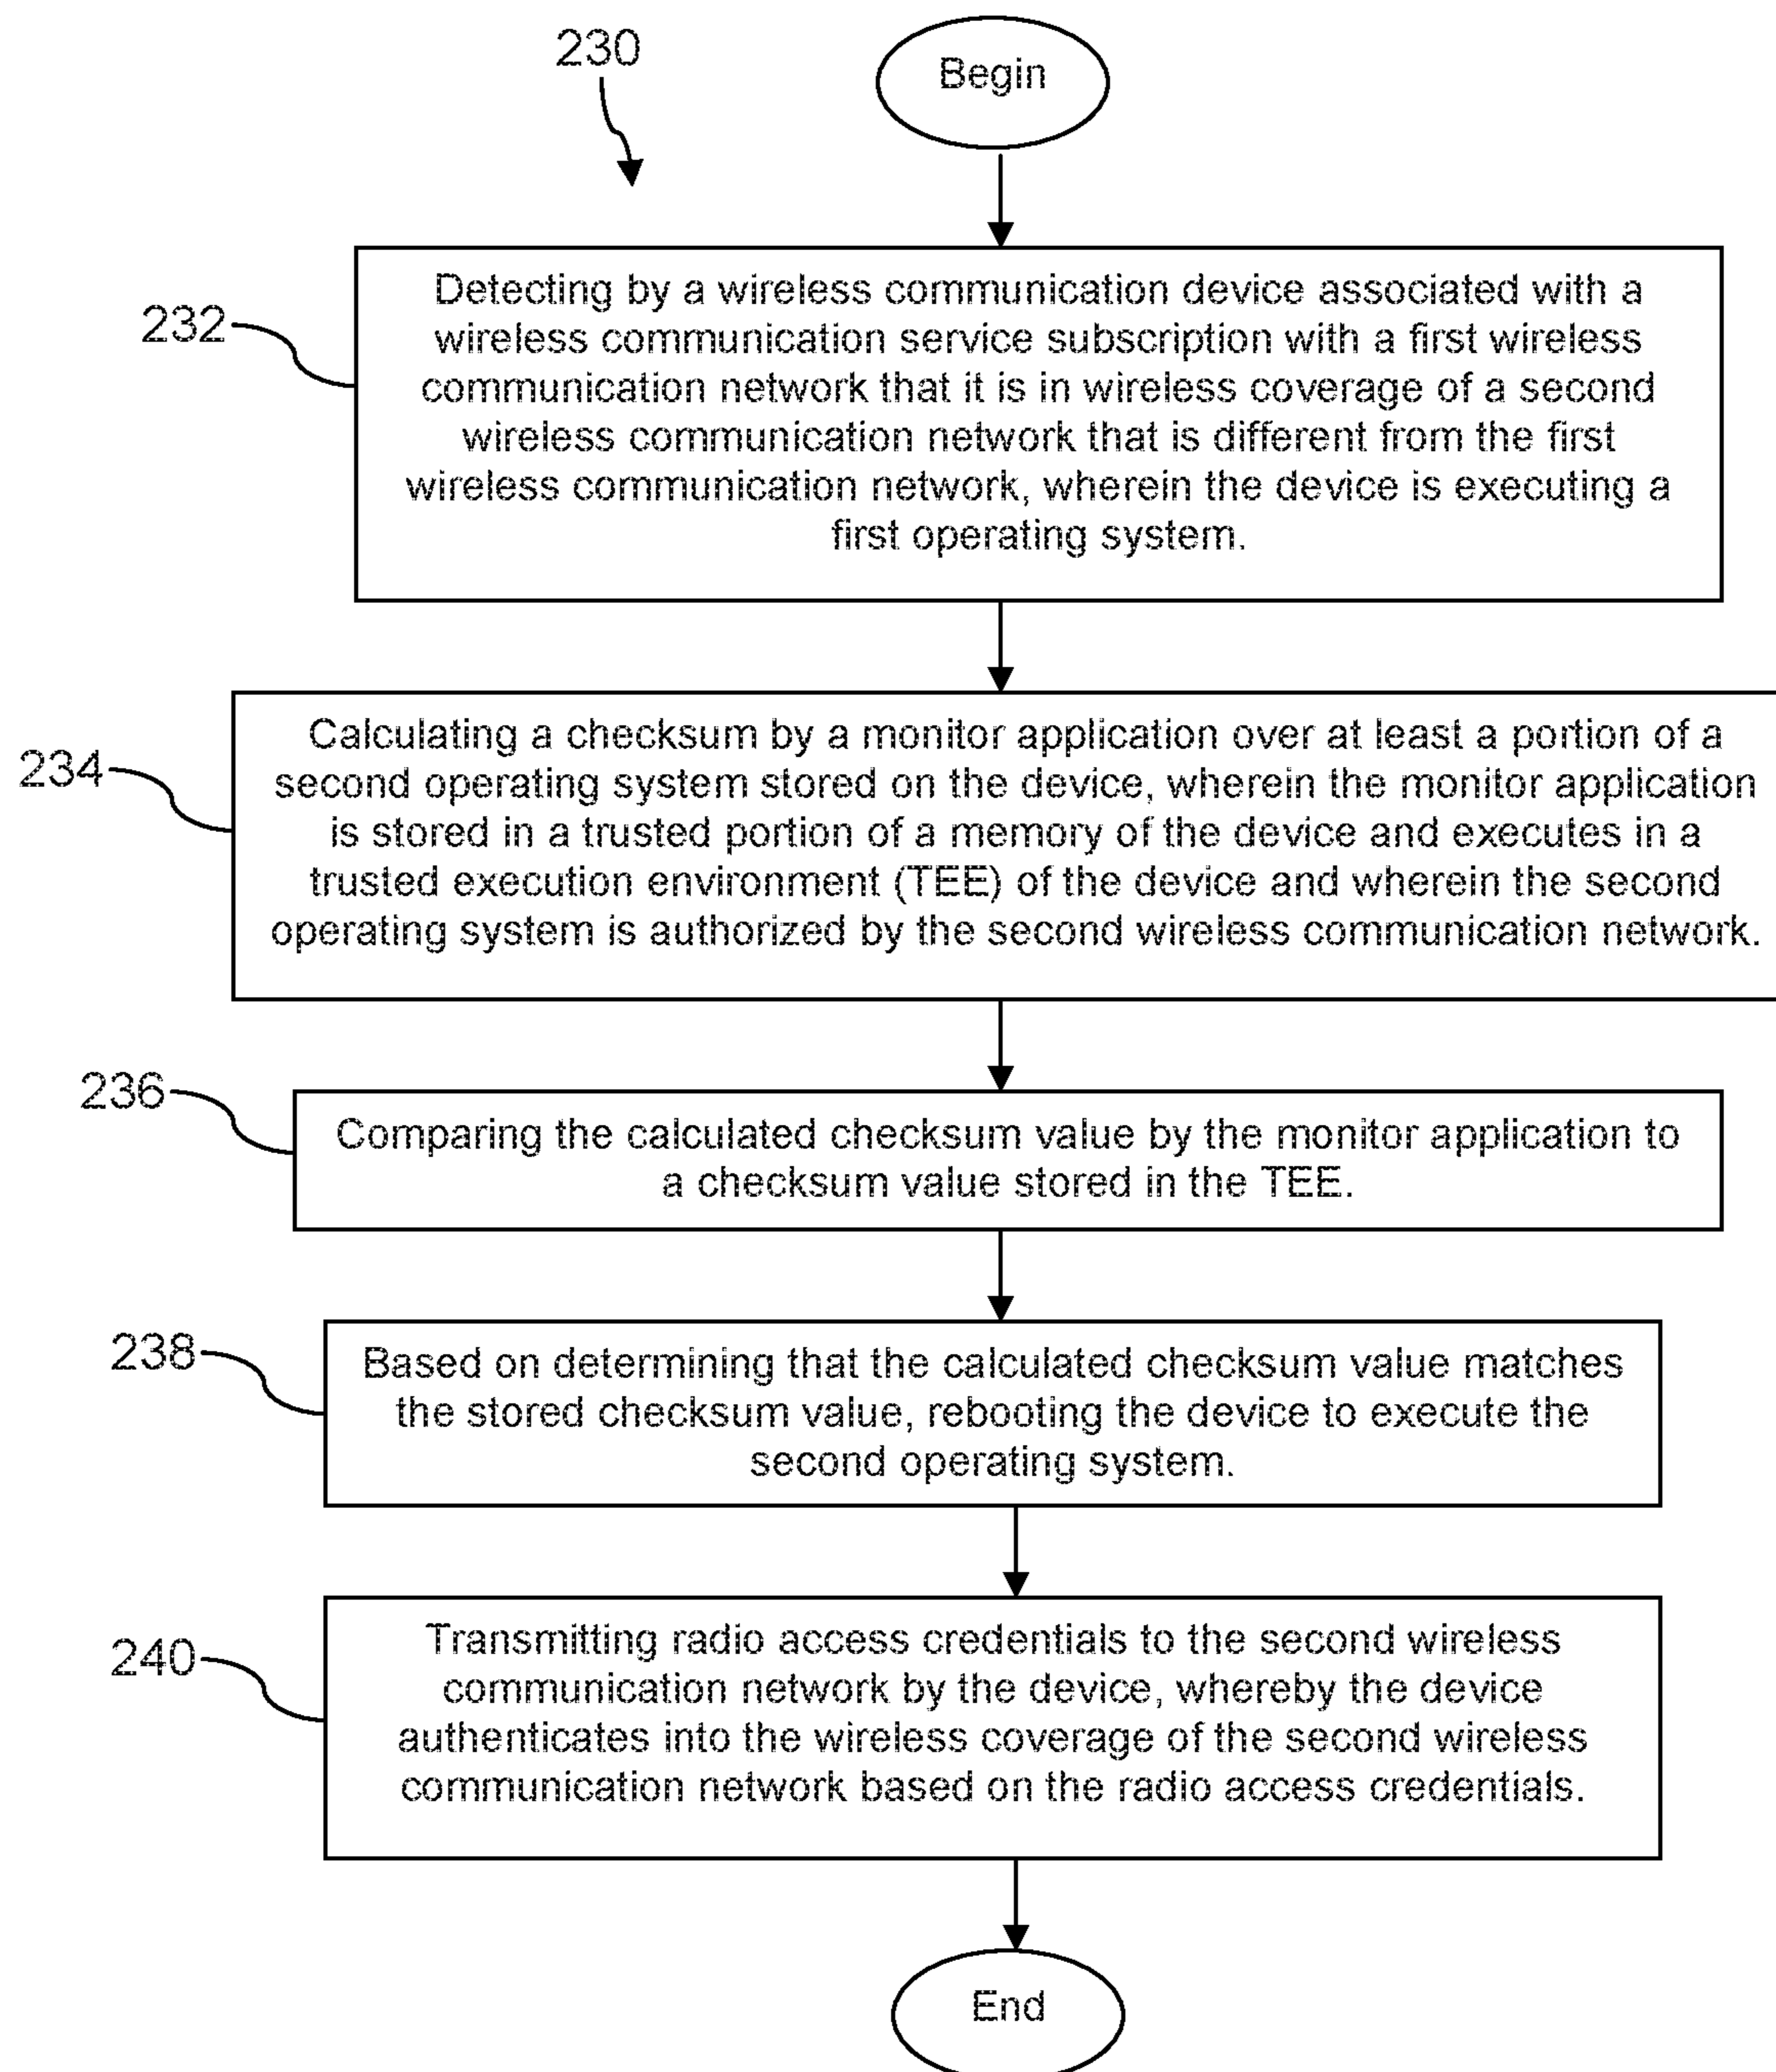 230
Begin
232
Detecting by a wireless communication device associated with a
wireless communication service subscription with a first wireless
communication network that it is in wireless coverage of a second
wireless communication network that is different from the first
wireless communication network, wherein the device is executing a
first operating system.
234
Calculating a checksum by a monitor application over at least a portion of a
second operating system stored on the device, wherein the monitor application
is stored in a trusted portion of a memory of the device and executes in a
trusted execution environment (TEE) of the device and wherein the second
operating system is authorized by the second wireless communication network.
236
Comparing the calculated checksum value by the monitor application to
a checksum value stored in the TEE.
238
Based on determining that the calculated checksum value matches
the stored checksum value, rebooting the device to execute the
second operating system.
240
Transmitting radio access credentials to the second wireless
communication network by the device, whereby the device
authenticates into the wireless coverage of the second wireless
communication network based on the radio access credentials.
End